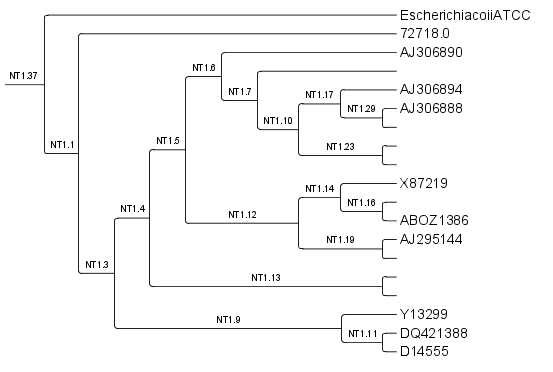 EscherichiacoiiATCC
72718.0
NT1.6 AJ306890
NT1.37
NT1.7 NT1.17 AJ306894
NT1.29 AJ306888
NT1.10
NT1.1 NT1.5 NT1.23
NT1.14 X87219
NT1.16
NT1.4 NT1.12 ABOZ1386
NT1.19 AJ295144
NT1.3 NT1.13
NT1.9 Y13299
NT1.11 DQ421388
D14555